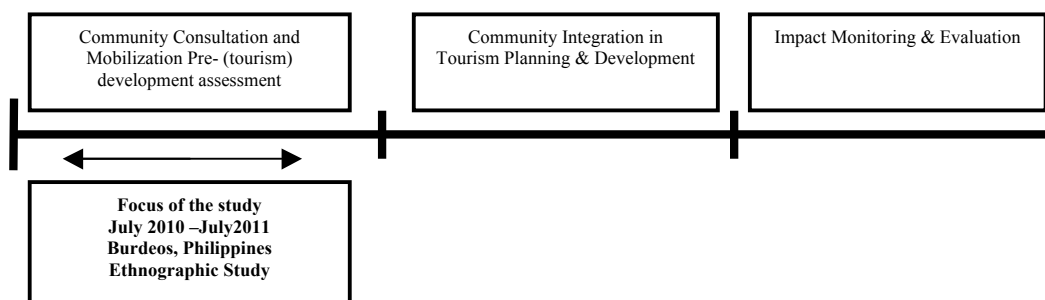 Community Consultation and
Mobilization Pre- (tourism)
development assessment
Community Integration in
Tourism Planning & Development
Impact Monitoring & Evaluation
Focus of the study
July 2010 –July2011
Burdeos, Philippines
Ethnographic Study